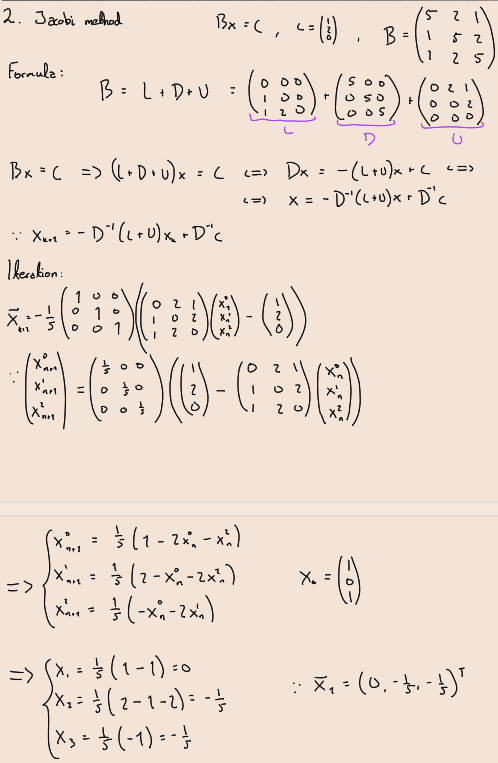 2. Jacobi method Bx = c , c = (1 2 0) , B = (5 2 1 / 1 5 2 / 1 2 5)
Formula:
B = L + D + U = (0 0 0 / 1 0 0 / 1 2 0) + (5 0 0 / 0 5 0 / 0 0 5) + (0 2 1 / 0 0 2 / 0 0 0)
L D U
Bx = c => (L + D + U)x = c <=> Dx = -(L+U)x + c <=>
<=> x = -D⁻¹(L+U)x + D⁻¹c
∵ xₙ₊₁ = -D⁻¹(L+U)xₙ + D⁻¹c
Iteration:
x̄ₙ₊₁ = -1/5 (1 0 0 / 0 1 0 / 0 0 1) ((0 2 1 / 1 0 2 / 1 2 0) (xₙ⁰ / xₙ¹ / xₙ²) - (1 / 2 / 0))
∵ (xₙ₊₁⁰ / xₙ₊₁¹ / xₙ₊₁²) = (1/5 0 0 / 0 1/5 0 / 0 0 1/5) ((1 / 2 / 0) - (0 2 1 / 1 0 2 / 1 2 0) (xₙ⁰ / xₙ¹ / xₙ²))
=> { xₙ₊₁⁰ = 1/5 (1 - 2xₙ⁰ - xₙ²)
xₙ₊₁¹ = 1/5 (2 - xₙ⁰ - 2xₙ²) x₀ = (1 / 0 / 1)
xₙ₊₁² = 1/5 (-xₙ⁰ - 2xₙ¹)
=> { x₁ = 1/5 (1 - 1) = 0
x₂ = 1/5 (2 - 1 - 2) = -1/5 ∵ x̄₁ = (0, -1/5, -1/5)ᵀ
x₃ = 1/5 (-1) = -1/5